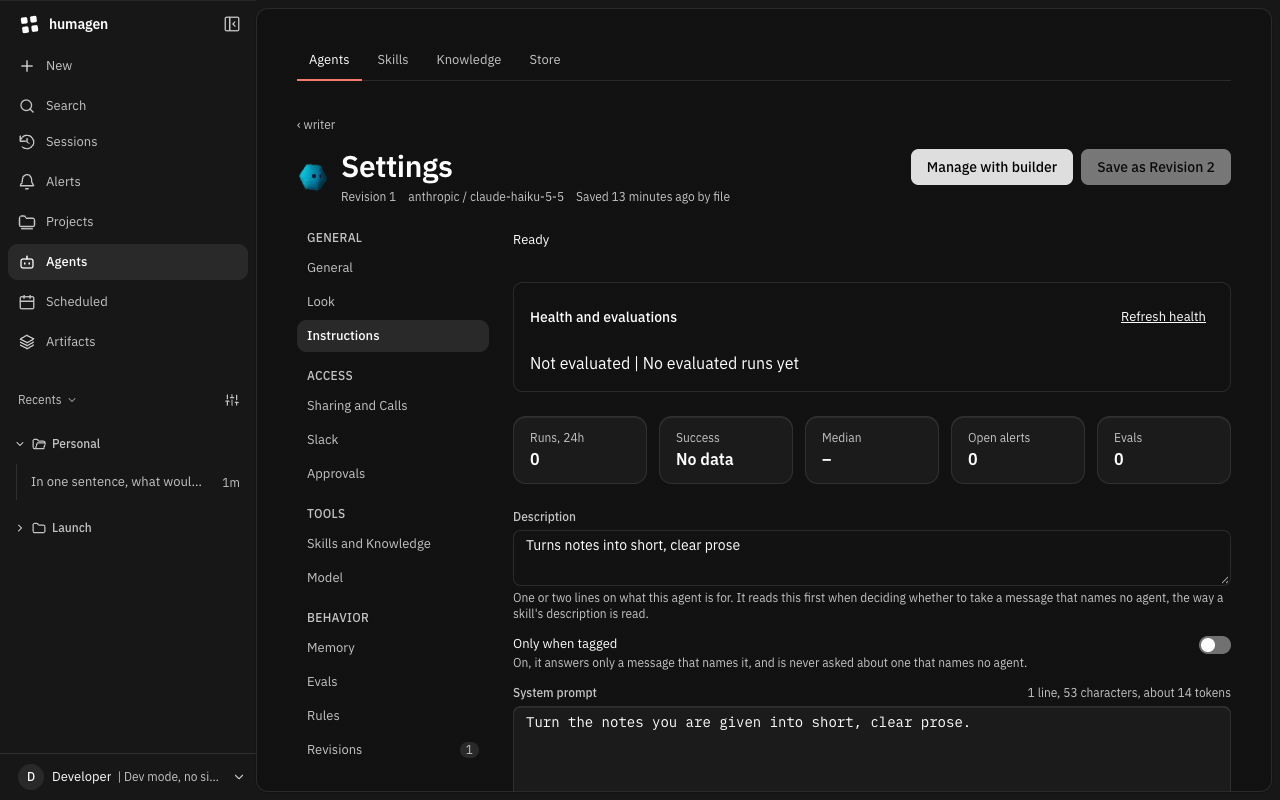 humagen
New
Search
Sessions
Alerts
Projects
Agents
Scheduled
Artifacts
Recents
Personal
In one sentence, what woul... 1m
Launch
D Developer | Dev mode, no si...
Agents Skills Knowledge Store
‹ writer
Settings
Revision 1 anthropic / claude-haiku-5-5 Saved 13 minutes ago by file
Manage with builder Save as Revision 2
GENERAL
General
Look
Instructions
ACCESS
Sharing and Calls
Slack
Approvals
TOOLS
Skills and Knowledge
Model
BEHAVIOR
Memory
Evals
Rules
Revisions 1
Ready
Health and evaluations Refresh health
Not evaluated | No evaluated runs yet
Runs, 24h
0
Success
No data
Median
–
Open alerts
0
Evals
0
Description
Turns notes into short, clear prose
One or two lines on what this agent is for. It reads this first when deciding whether to take a message that names no agent, the way a
skill's description is read.
Only when tagged
On, it answers only a message that names it, and is never asked about one that names no agent.
System prompt 1 line, 53 characters, about 14 tokens
Turn the notes you are given into short, clear prose.